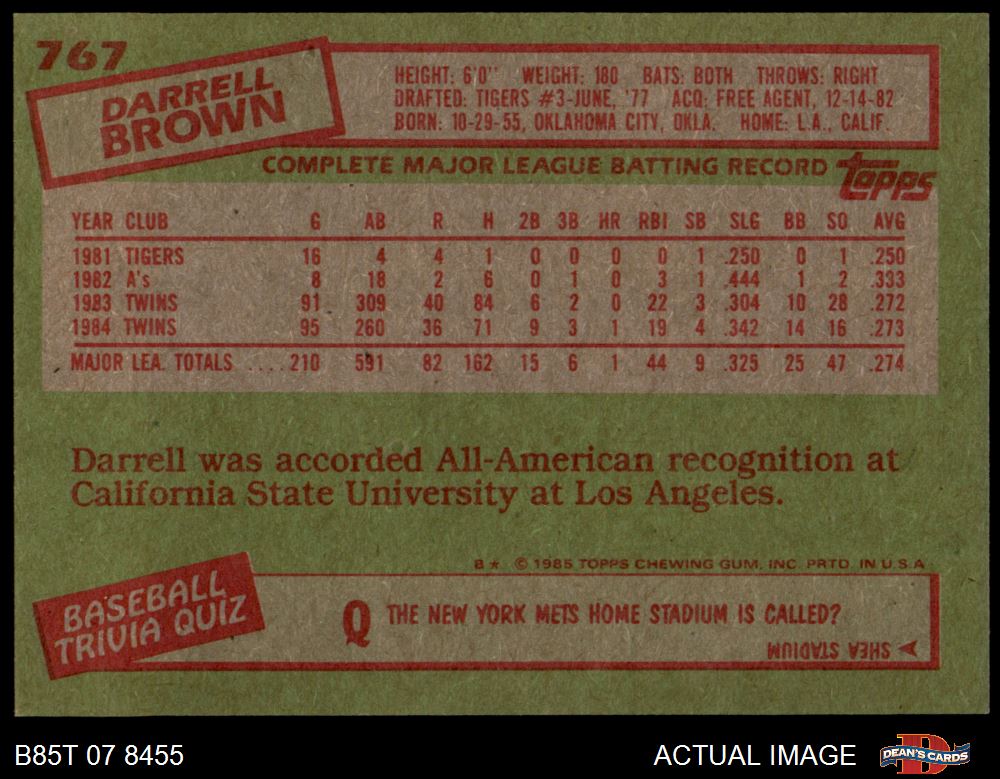 767
DARRELL
BROWN
HEIGHT: 6'0" WEIGHT: 180 BATS: BOTH THROWS: RIGHT
DRAFTED: TIGERS #3-JUNE, '77 ACQ: FREE AGENT, 12-14-82
BORN: 10-29-55, OKLAHOMA CITY, OKLA. HOME: L.A., CALIF.
COMPLETE MAJOR LEAGUE BATTING RECORD topps
YEAR CLUB G AB R H 2B 3B HR RBI SB SLG BB SO AVG
1981 TIGERS 16 4 4 1 0 0 0 0 1 .250 0 1 .250
1982 A's 8 18 2 6 0 1 0 3 1 .444 1 2 .333
1983 TWINS 91 309 40 84 6 2 0 22 3 .304 10 28 .272
1984 TWINS 95 260 36 71 9 3 1 19 4 .342 14 16 .273
MAJOR LEA. TOTALS ....210 591 82 162 15 6 1 44 9 .325 25 47 .274
Darrell was accorded All-American recognition at
California State University at Los Angeles.
B* © 1985 TOPPS CHEWING GUM, INC. PRTD. IN U.S.A
BASEBALL
TRIVIA QUIZ
Q THE NEW YORK METS HOME STADIUM IS CALLED?
SHEA STADIUM
B85T 07 8455
ACTUAL IMAGE
DEAN'S CARDS